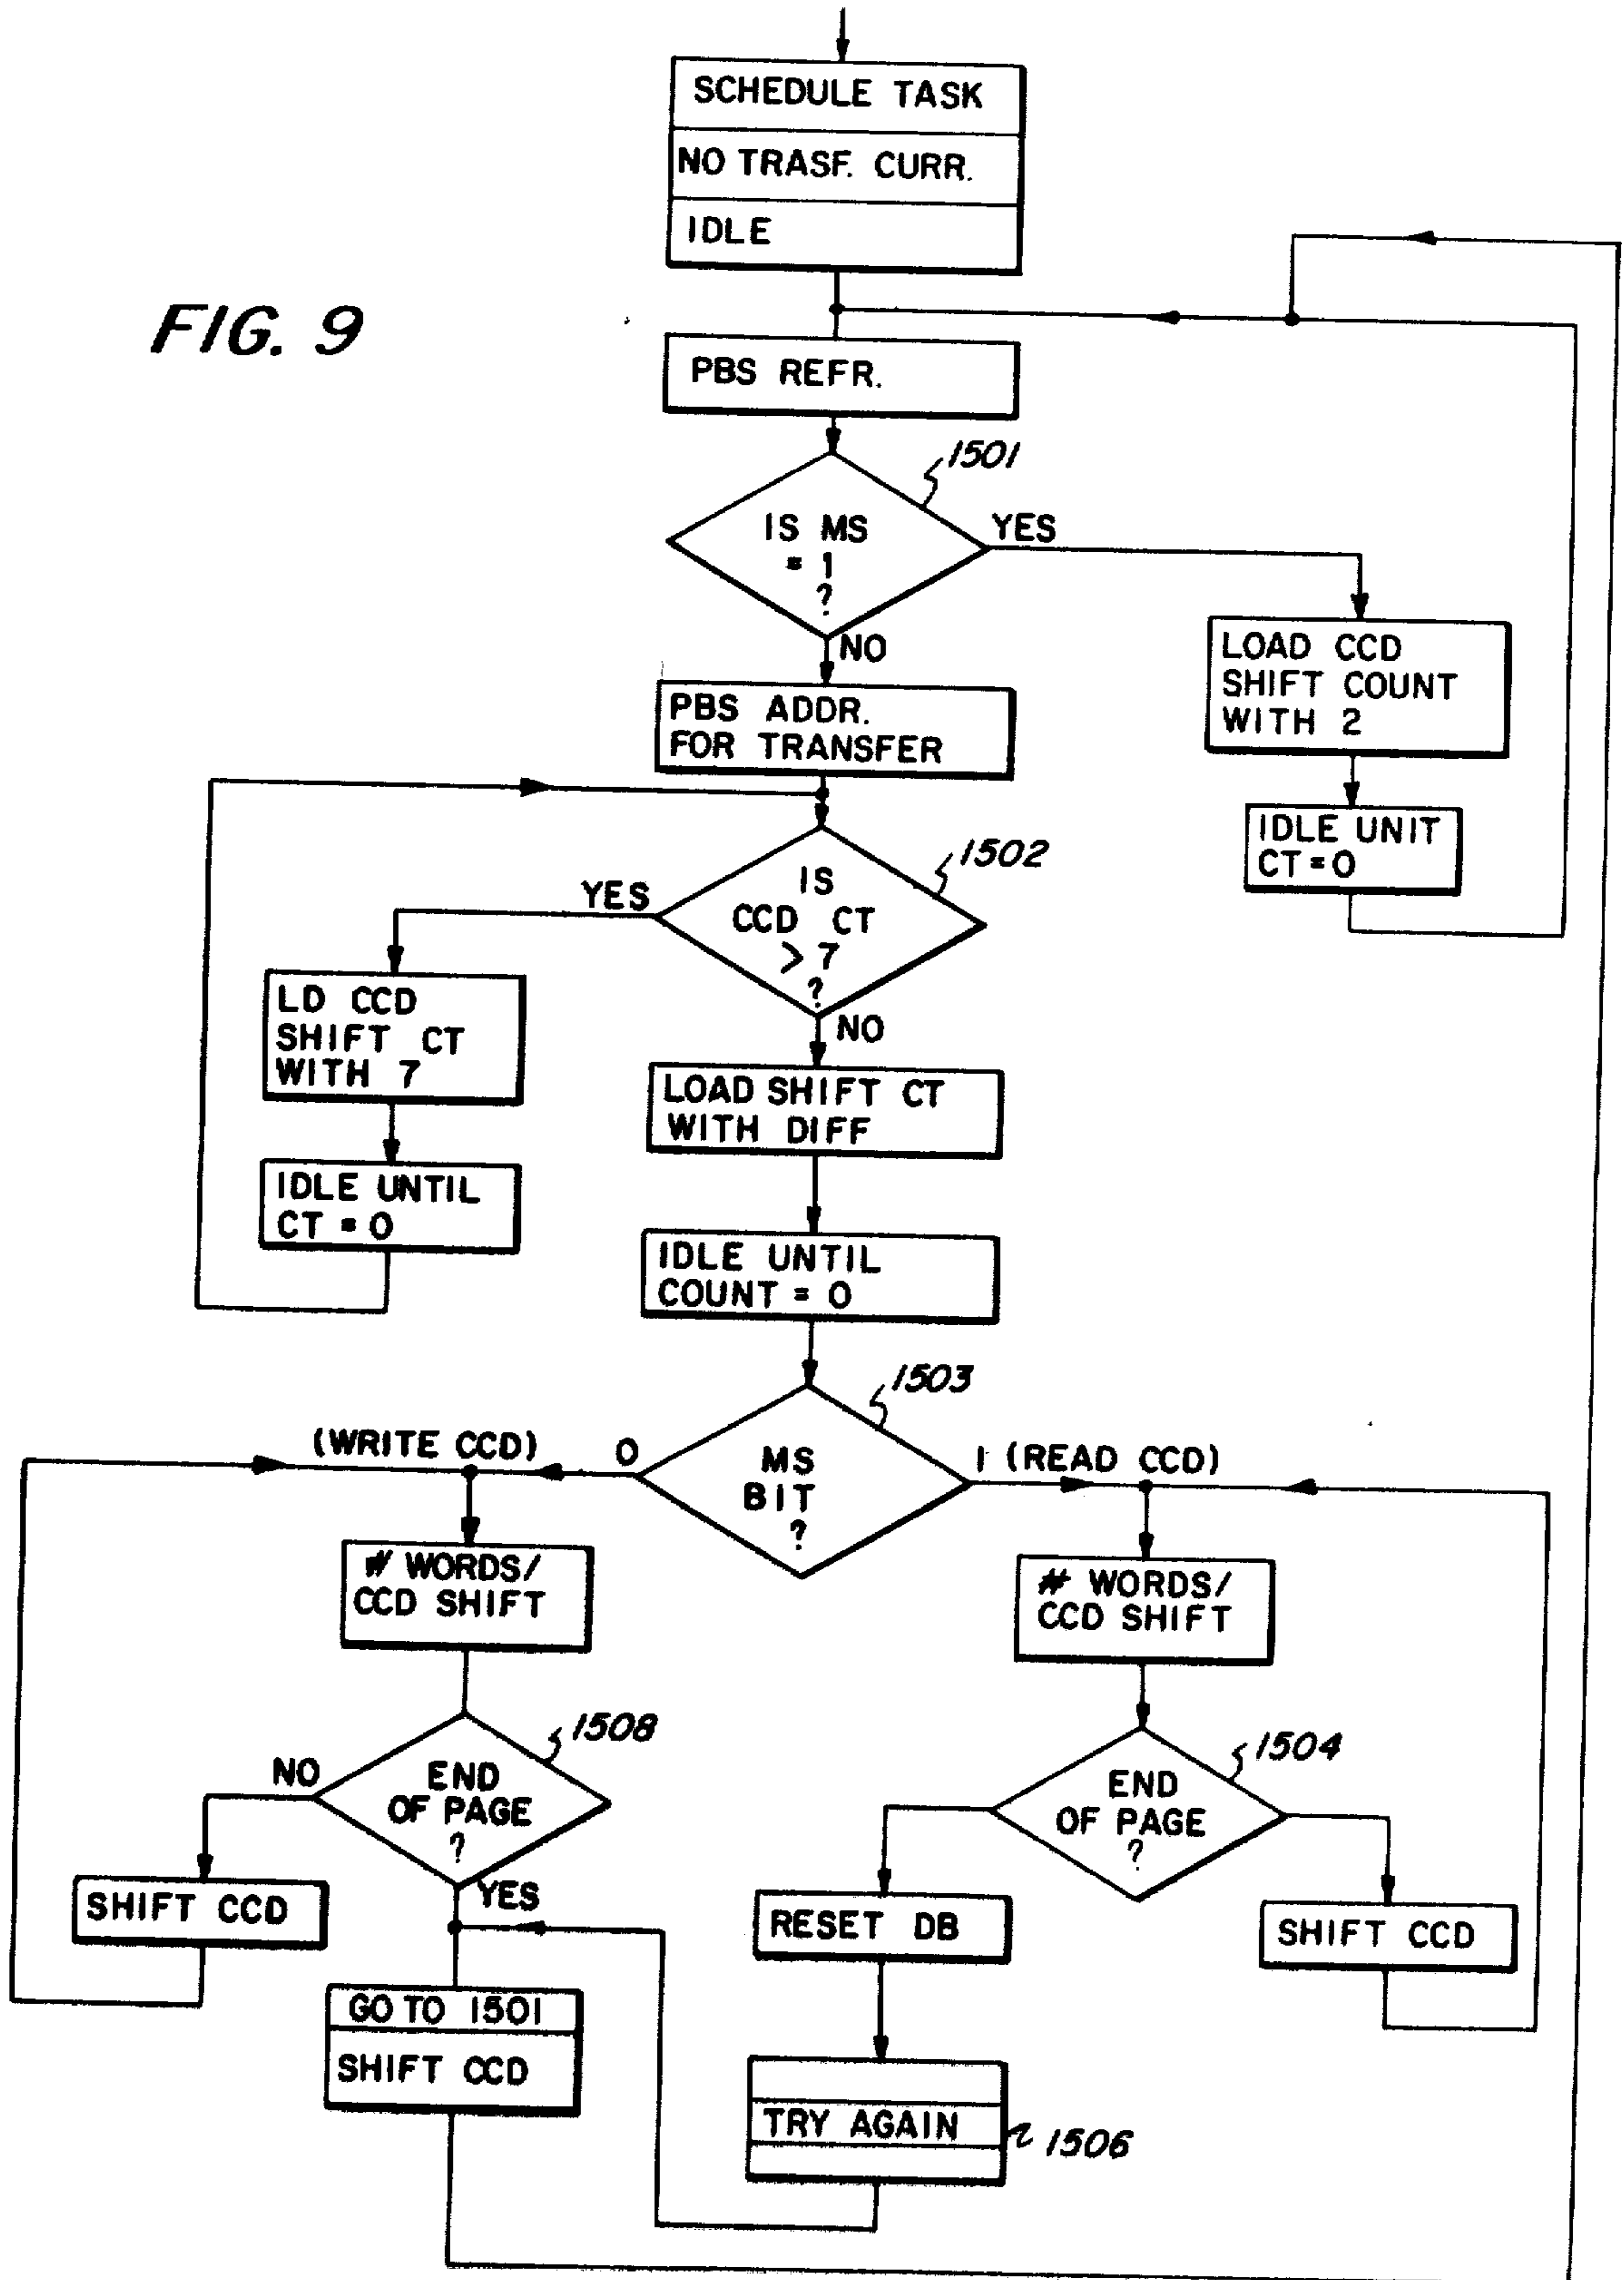 SCHEDULE TASK
NO TRASF. CURR.
IDLE
FIG. 9
PBS REFR.
1501
IS MS
= 1
?
YES
NO
LOAD CCD
SHIFT COUNT
WITH 2
PBS ADDR.
FOR TRANSFER
IDLE UNIT
CT = 0
1502
IS
CCD CT
> 7
?
YES
NO
LD CCD
SHIFT CT
WITH 7
LOAD SHIFT CT
WITH DIFF
IDLE UNTIL
CT = 0
IDLE UNTIL
COUNT = 0
1503
(WRITE CCD)
0
MS
BIT
?
1 (READ CCD)
# WORDS/
CCD SHIFT
# WORDS/
CCD SHIFT
1508
NO
END
OF PAGE
?
YES
1504
END
OF PAGE
?
SHIFT CCD
RESET DB
SHIFT CCD
GO TO 1501
SHIFT CCD
TRY AGAIN
1506